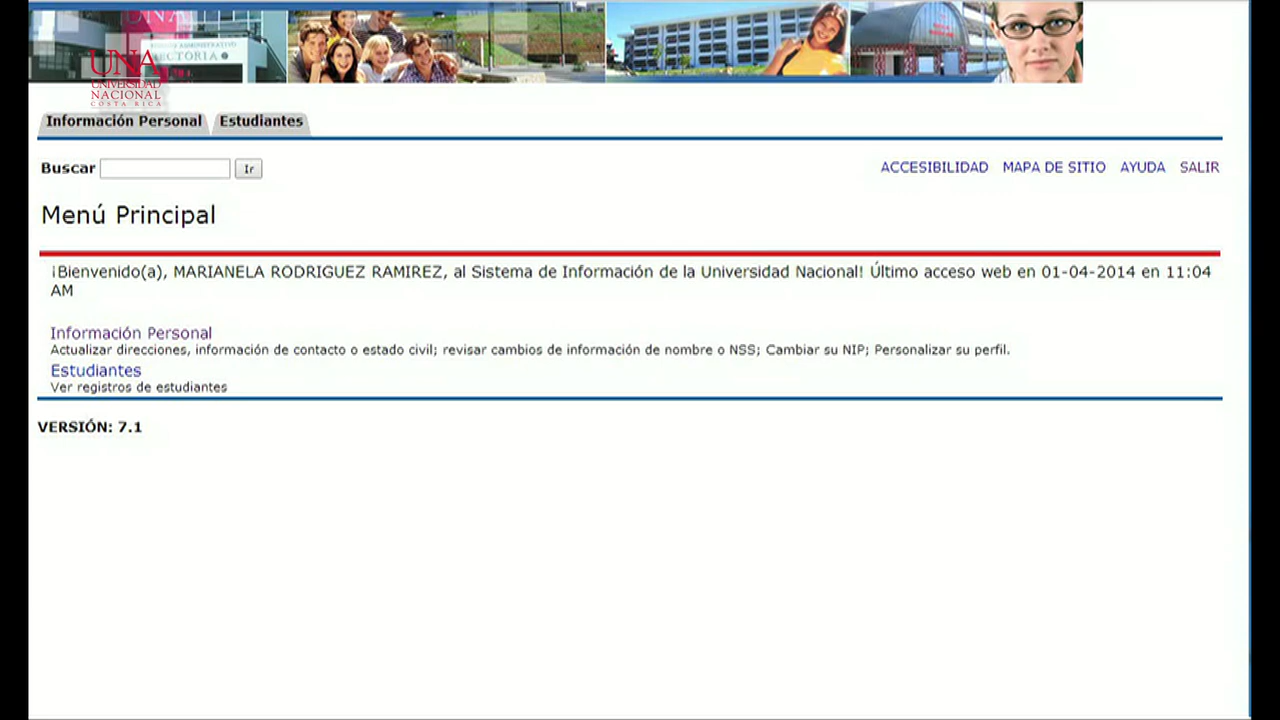 UNA
UNIVERSIDAD
NACIONAL
COSTA RICA
Información Personal Estudiantes
Buscar Ir ACCESIBILIDAD MAPA DE SITIO AYUDA SALIR
Menú Principal
¡Bienvenido(a), MARIANELA RODRIGUEZ RAMIREZ, al Sistema de Información de la Universidad Nacional! Último acceso web en 01-04-2014 en 11:04
AM
Información Personal
Actualizar direcciones, información de contacto o estado civil; revisar cambios de información de nombre o NSS; Cambiar su NIP; Personalizar su perfil.
Estudiantes
Ver registros de estudiantes
VERSIÓN: 7.1